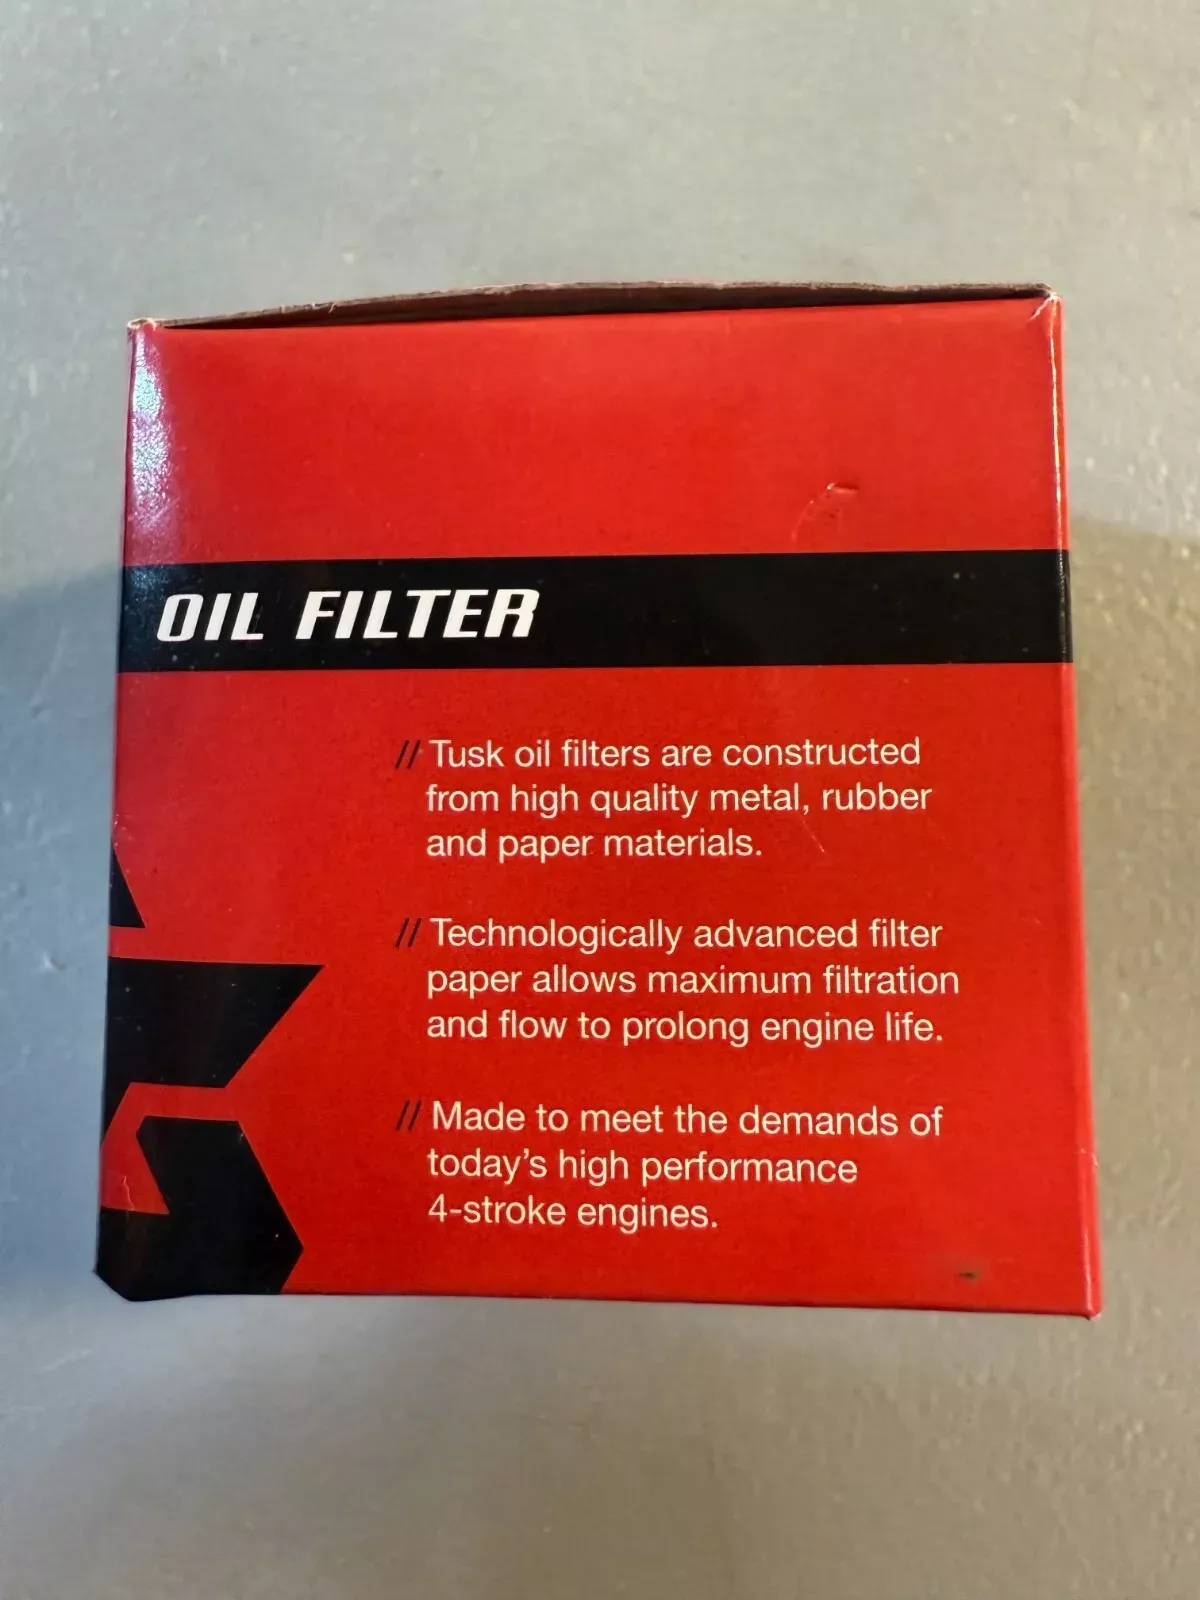 OIL FILTER
// Tusk oil filters are constructed
from high quality metal, rubber
and paper materials.
// Technologically advanced filter
paper allows maximum filtration
and flow to prolong engine life.
// Made to meet the demands of
today’s high performance
4-stroke engines.